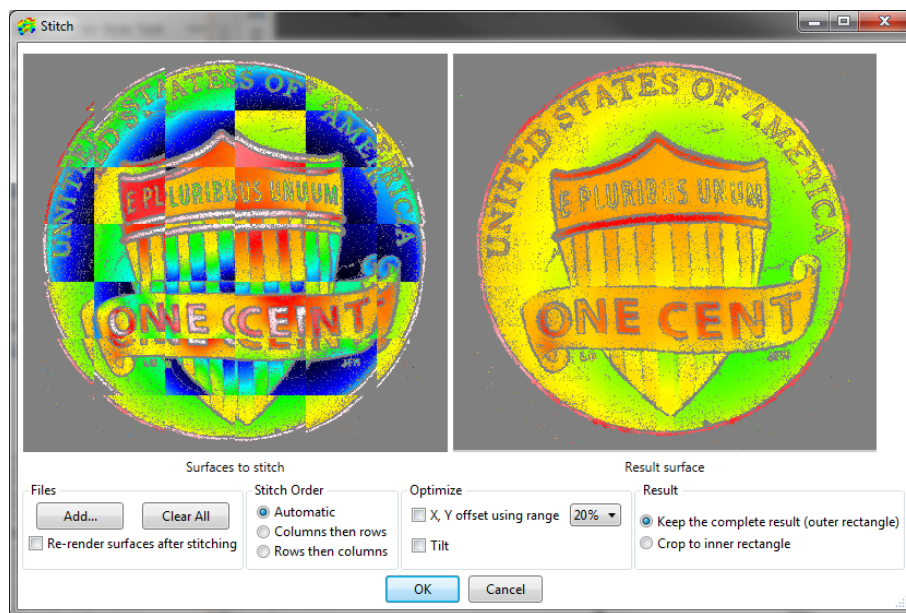 Stitch
UNITED STATES OF AMERICA
E PLURIBUS UNUM
ONE CENT
UNITED STATES OF AMERICA
E PLURIBUS UNUM
ONE CENT
Surfaces to stitch
Result surface
Files
Add...
Clear All
Re-render surfaces after stitching
Stitch Order
Automatic
Columns then rows
Rows then columns
Optimize
X, Y offset using range
20%
Tilt
Result
Keep the complete result (outer rectangle)
Crop to inner rectangle
OK
Cancel